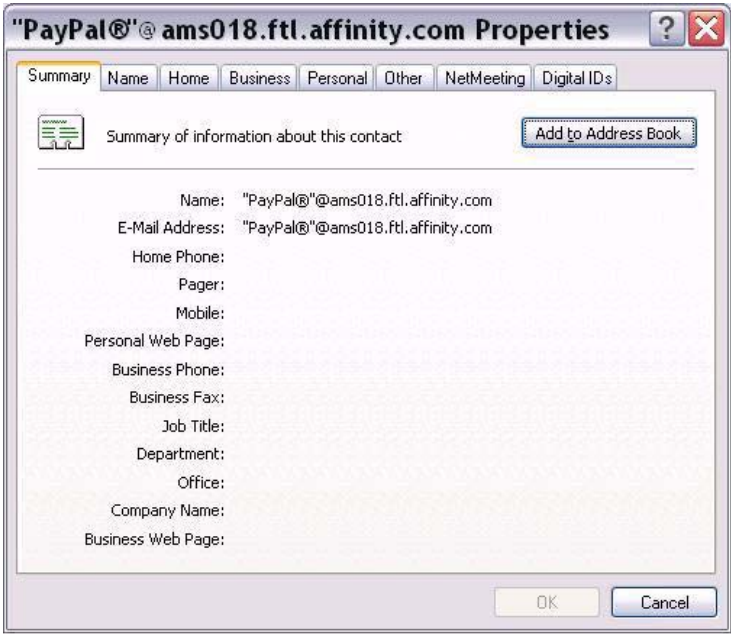 "PayPal®"@ams018.ftl.affinity.com Properties
Summary Name Home Business Personal Other NetMeeting Digital IDs
Summary of information about this contact Add to Address Book
Name: "PayPal®"@ams018.ftl.affinity.com
E-Mail Address: "PayPal®"@ams018.ftl.affinity.com
Home Phone:
Pager:
Mobile:
Personal Web Page:
Business Phone:
Business Fax:
Job Title:
Department:
Office:
Company Name:
Business Web Page:
OK Cancel